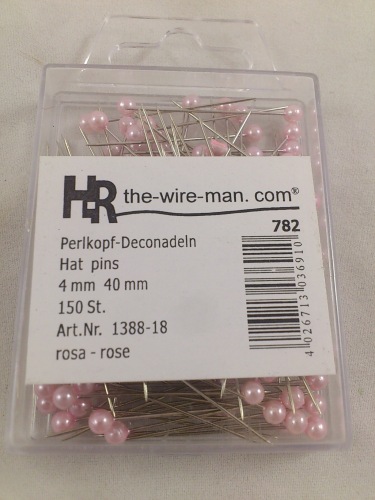 HR the-wire-man.com®
782
Perlkopf-Deconadeln
Hat pins
4 mm 40 mm
150 St.
Art.Nr. 1388-18
rosa - rose
4 026713 036910